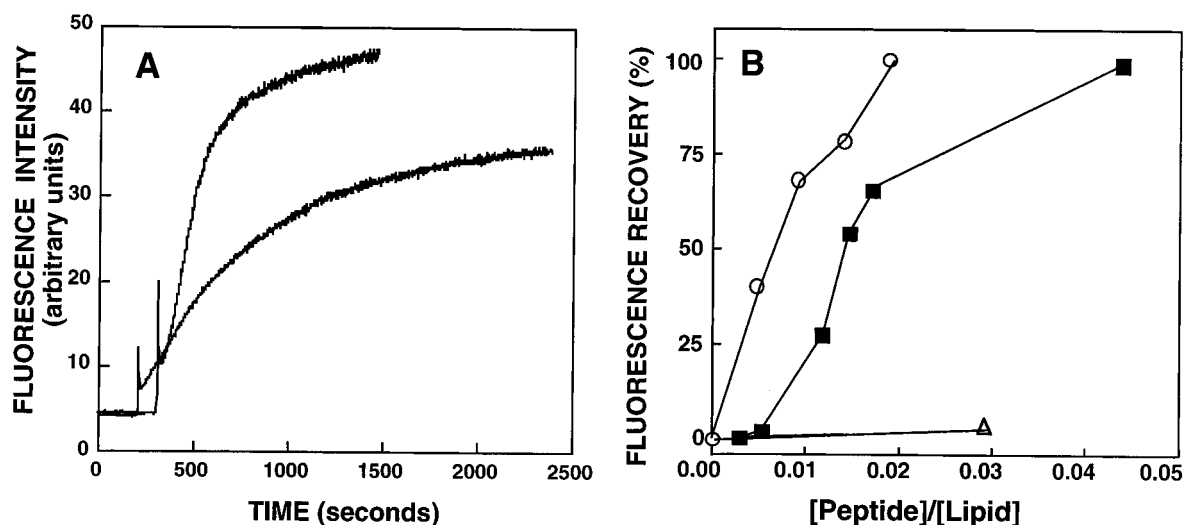 A
FLUORESCENCE INTENSITY
(arbitrary units)
50
40
30
20
10
0
0 500 1000 1500 2000 2500
TIME (seconds)
B
FLUORESCENCE RECOVERY (%)
100
75
50
25
0
0.00 0.01 0.02 0.03 0.04 0.05
[Peptide]/[Lipid]